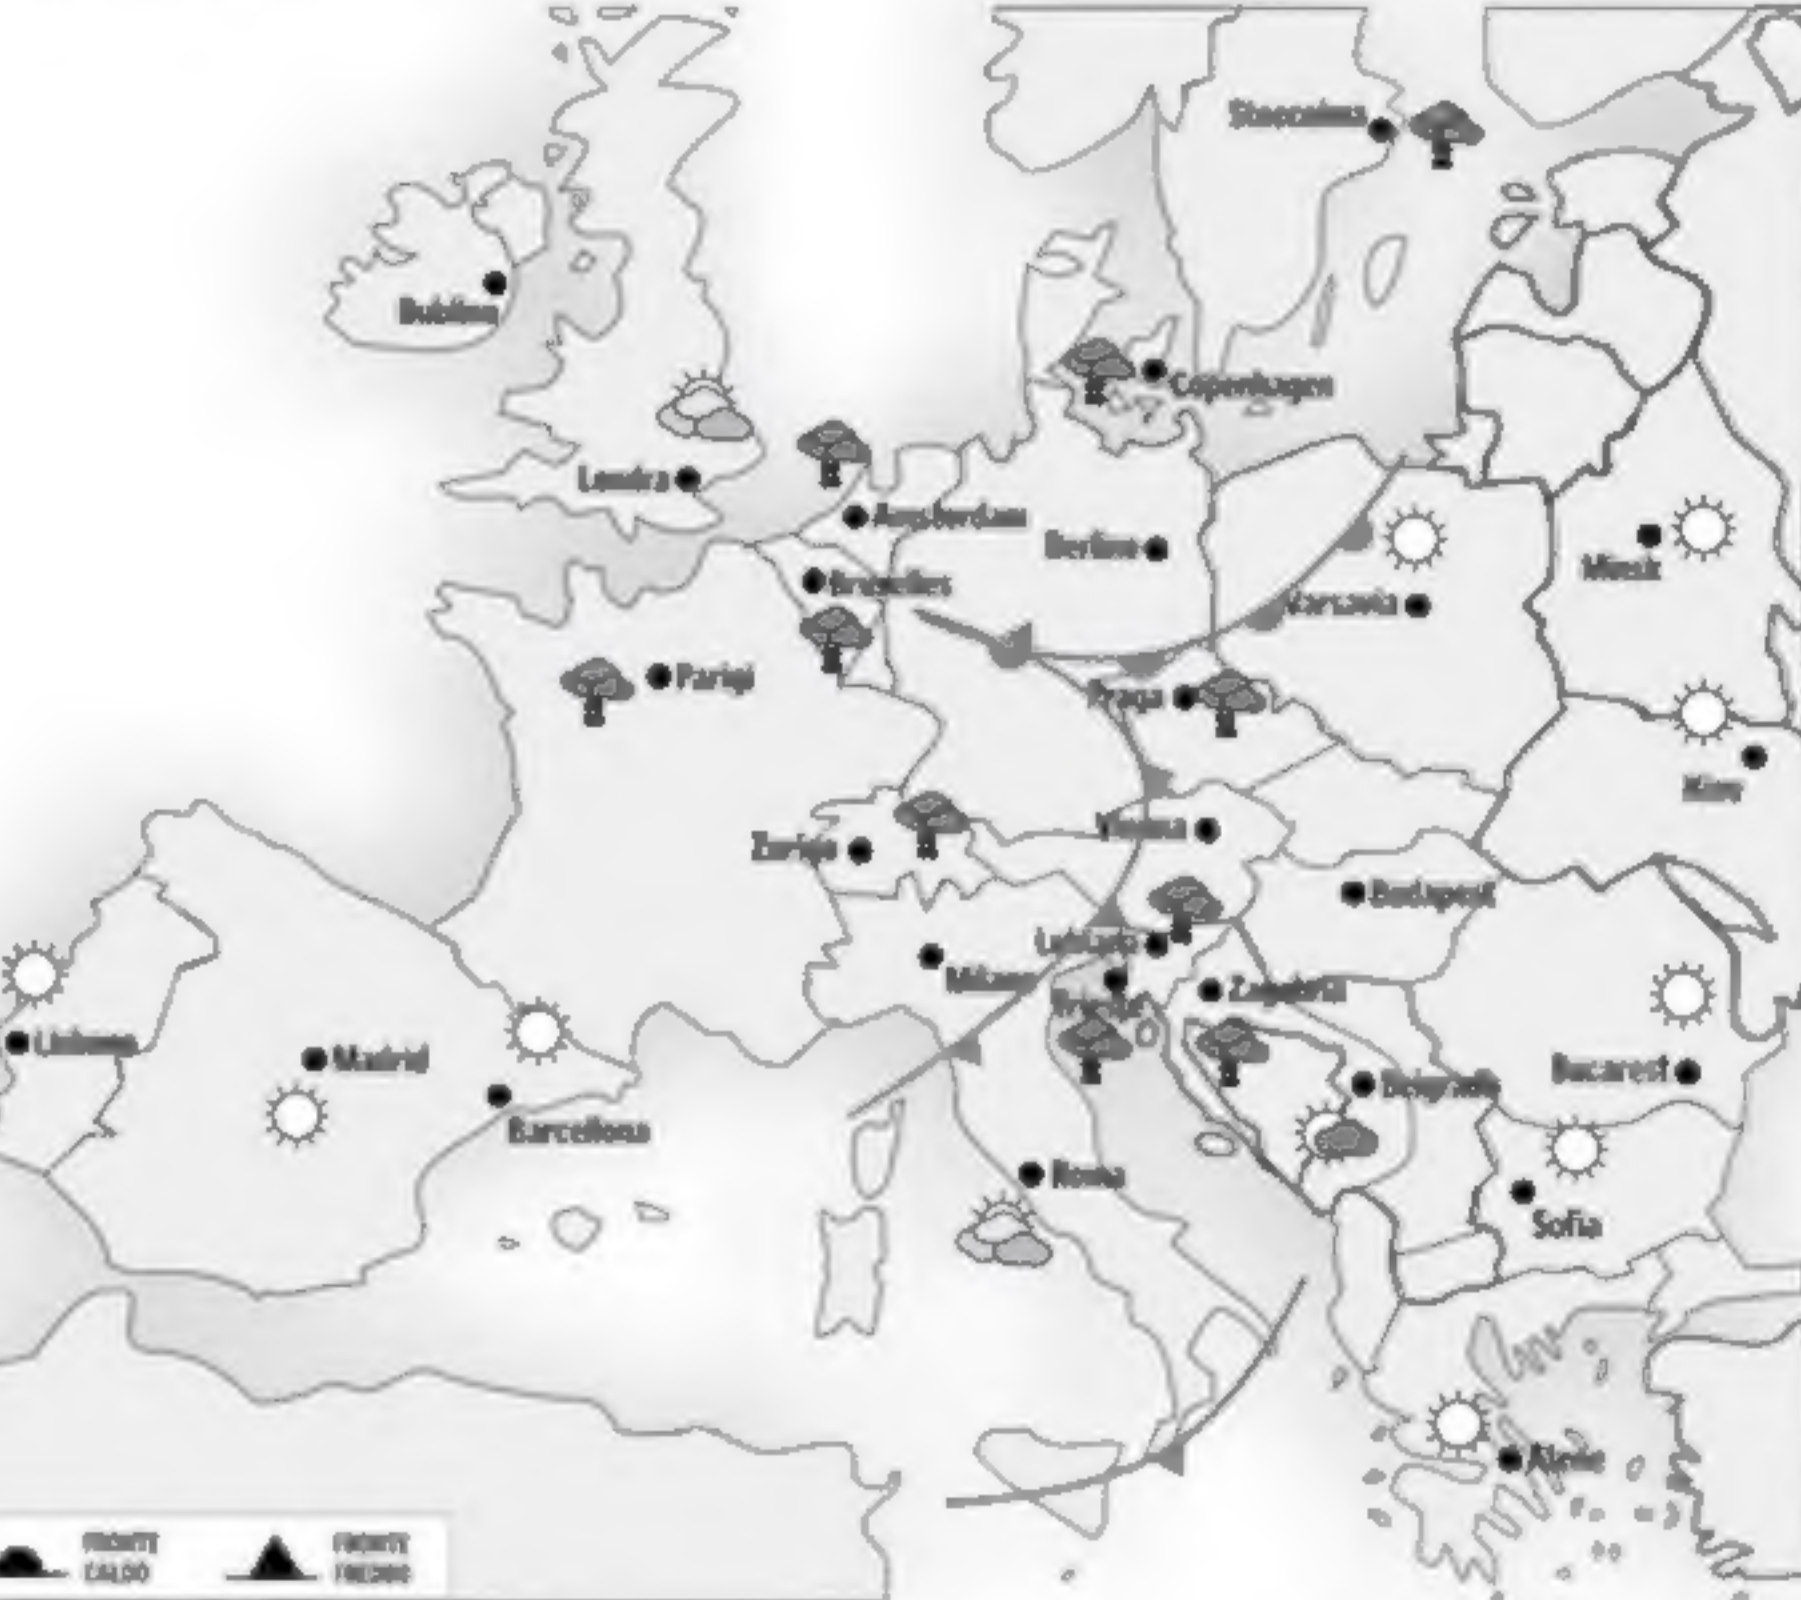 Stoccolma
Dublino
Copenhagen
Londra
Amsterdam
Berlino
Minsk
Bruxelles
Varsavia
Parigi
Praga
Kiev
Vienna
Zurigo
Budapest
Lubiana
Milano
Zagabria
Trieste
Lisbona
Madrid
Bucarest
Belgrado
Barcellona
Roma
Sofia
Atene
FRONTE
CALDO
FRONTE
FREDDO